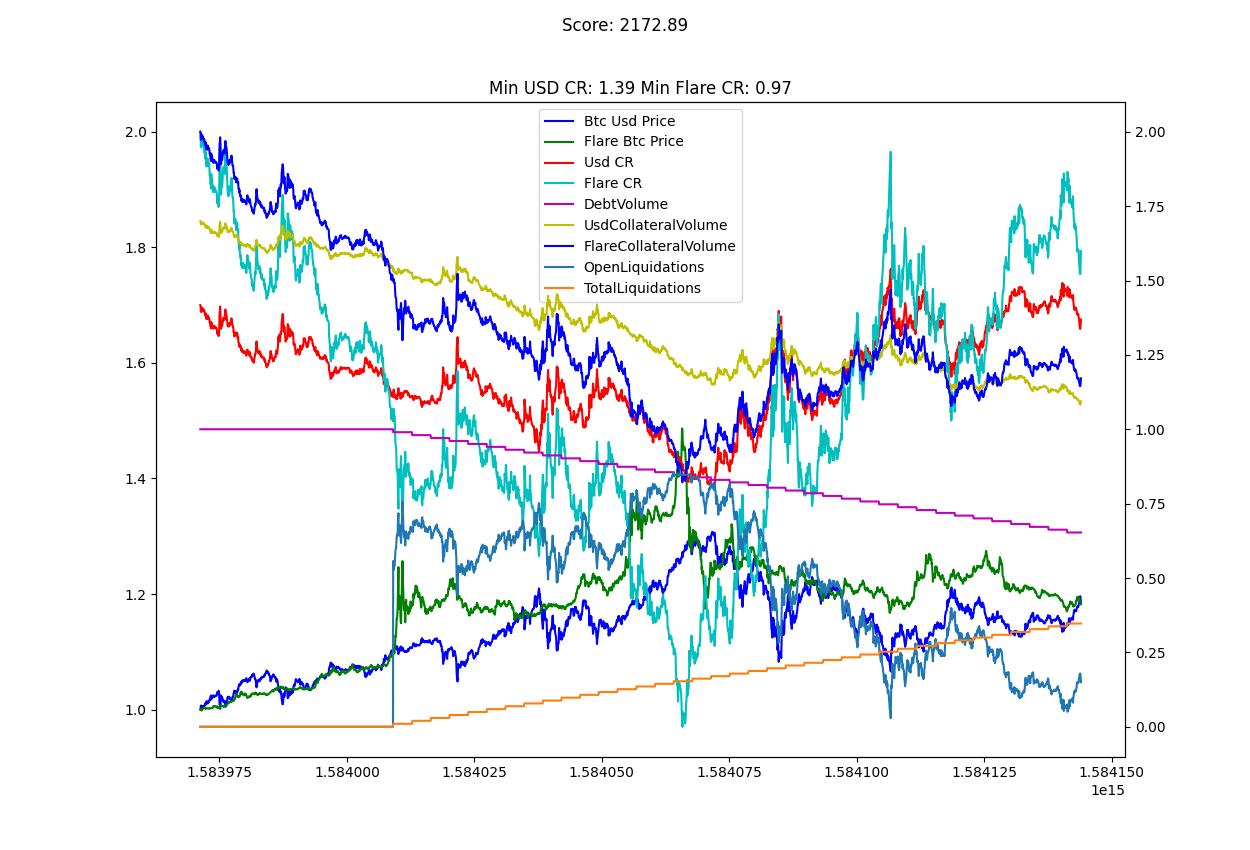 Score: 2172.89
Min USD CR: 1.39 Min Flare CR: 0.97
Btc Usd Price
Flare Btc Price
Usd CR
Flare CR
DebtVolume
UsdCollateralVolume
FlareCollateralVolume
OpenLiquidations
TotalLiquidations
2.0
1.8
1.6
1.4
1.2
1.0
2.00
1.75
1.50
1.25
1.00
0.75
0.50
0.25
0.00
1.583975
1.584000
1.584025
1.584050
1.584075
1.584100
1.584125
1.584150
1e15